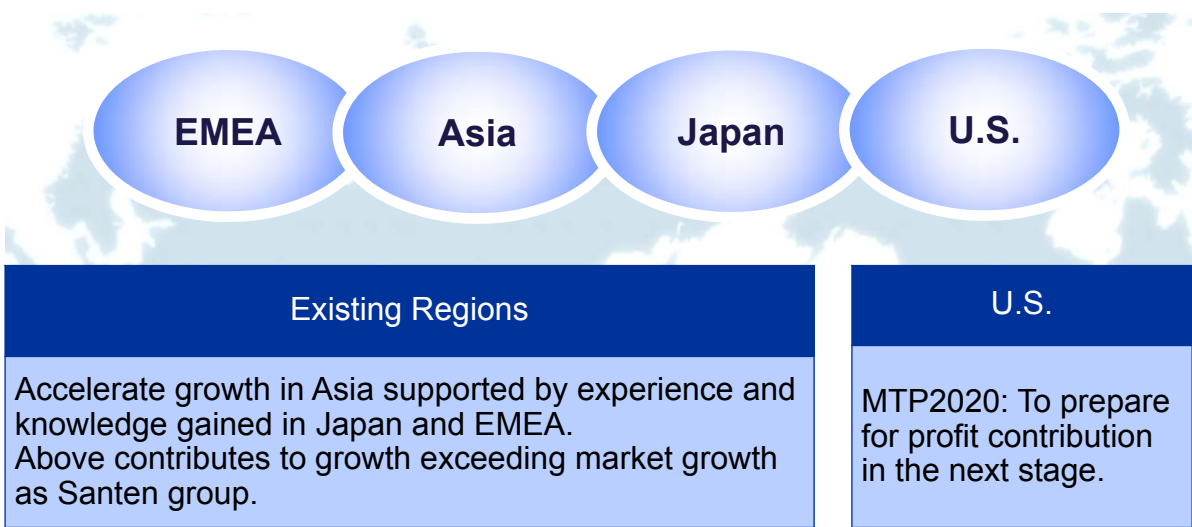 EMEA
Asia
Japan
U.S.
Existing Regions
Accelerate growth in Asia supported by experience and
knowledge gained in Japan and EMEA.
Above contributes to growth exceeding market growth
as Santen group.
U.S.
MTP2020: To prepare
for profit contribution
in the next stage.